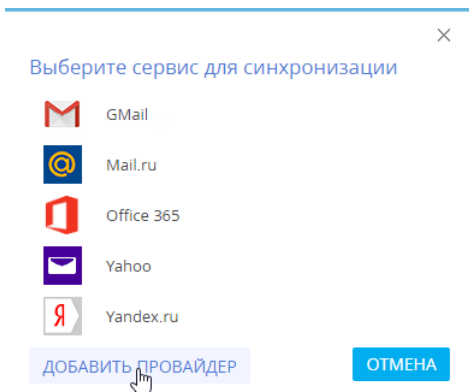 Выберите сервис для синхронизации
GMail
Mail.ru
Office 365
Yahoo
Yandex.ru
ДОБАВИТЬ ПРОВАЙДЕР
ОТМЕНА